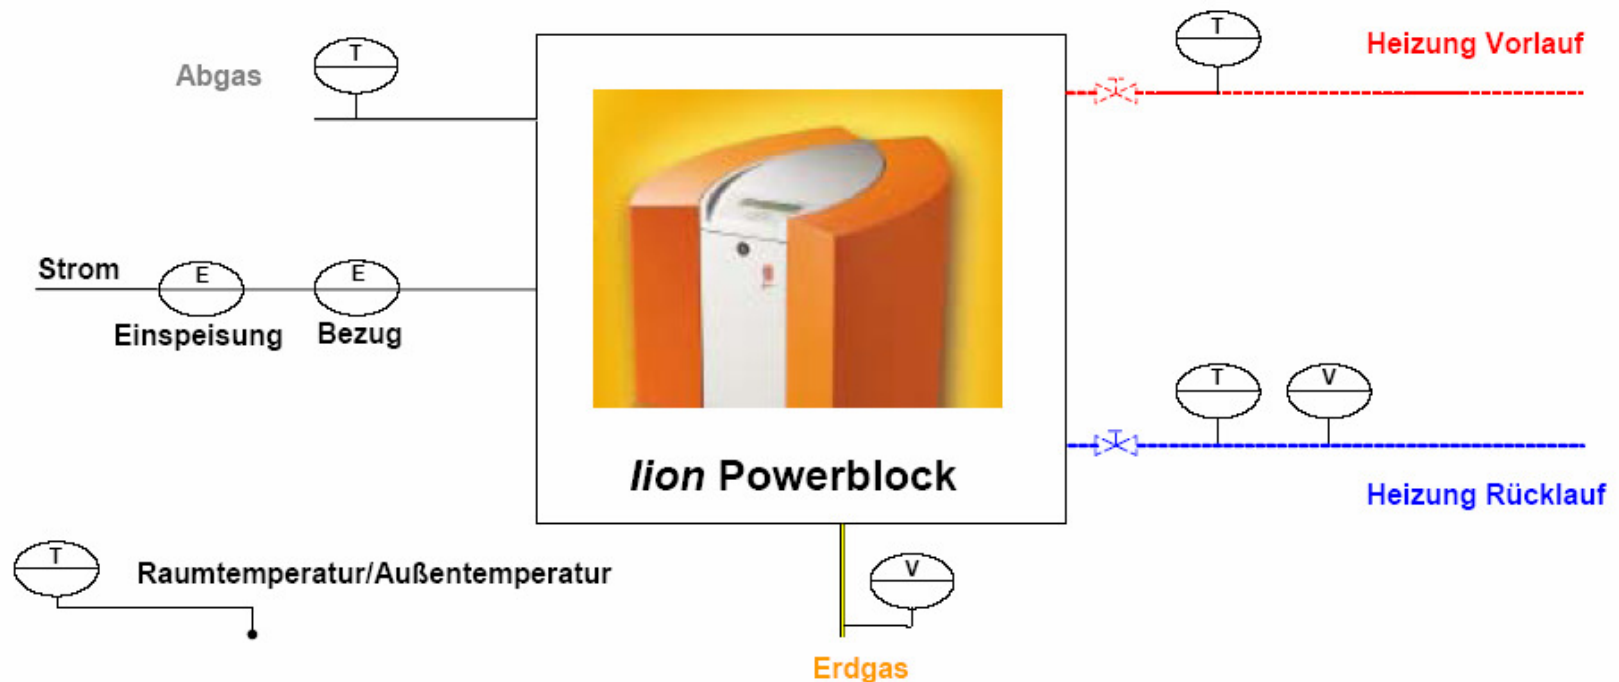 T
Heizung Vorlauf
T
Abgas
Strom
E
E
Einspeisung
Bezug
T
V
lion Powerblock
Heizung Rücklauf
T
Raumtemperatur/Außentemperatur
V
Erdgas